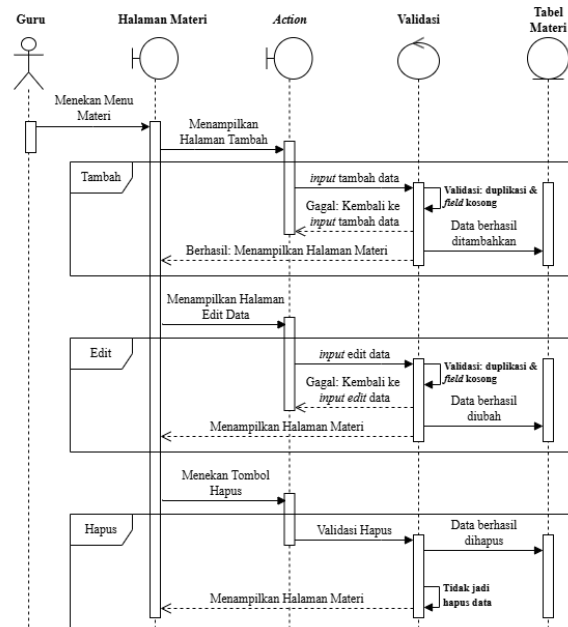 Guru
Halaman Materi
Action
Validasi
Tabel
Materi
Menekan Menu
Materi
Menampilkan
Halaman Tambah
Tambah
input tambah data
Validasi: duplikasi &
field kosong
Gagal: Kembali ke
input tambah data
Data berhasil
ditambahkan
Berhasil: Menampilkan Halaman Materi
Menampilkan Halaman
Edit Data
Edit
input edit data
Validasi: duplikasi &
field kosong
Gagal: Kembali ke
input edit data
Data berhasil
diubah
Menampilkan Halaman Materi
Menekan Tombol
Hapus
Hapus
Validasi Hapus
Data berhasil
dihapus
Tidak jadi
hapus data
Menampilkan Halaman Materi